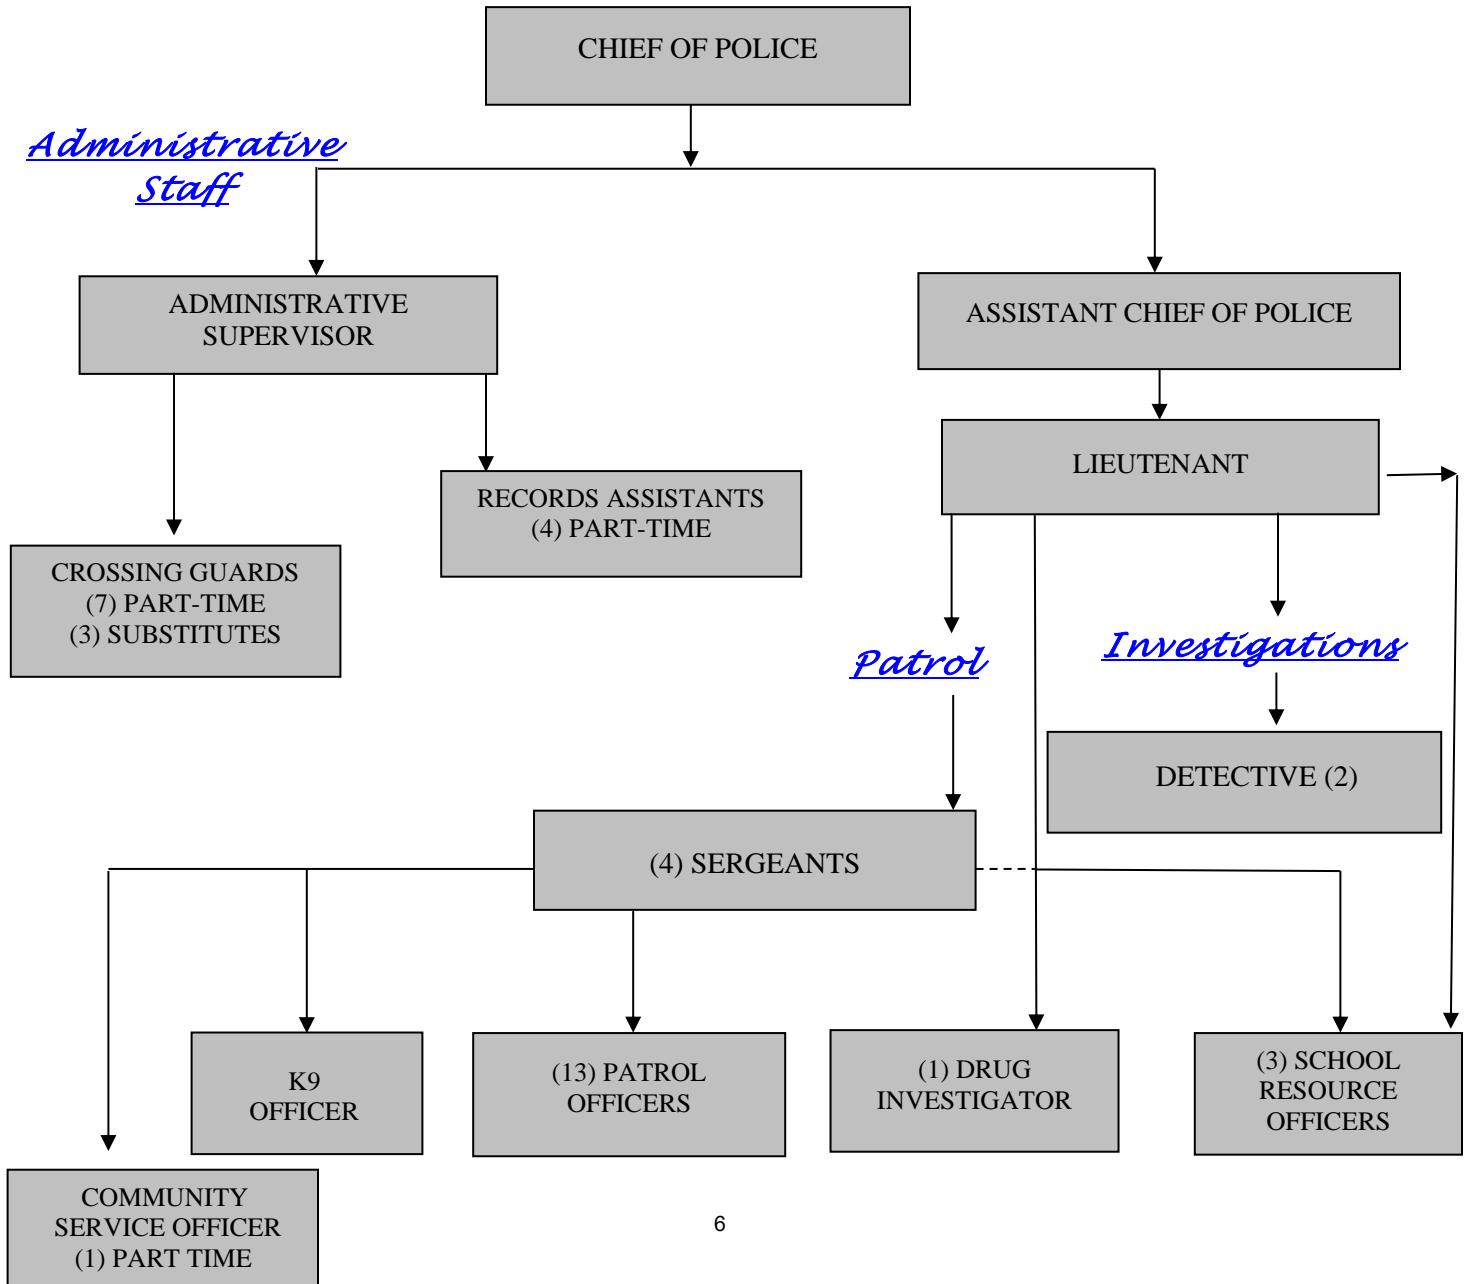 CHIEF OF POLICE
Administrative
Staff
ADMINISTRATIVE
SUPERVISOR
ASSISTANT CHIEF OF POLICE
LIEUTENANT
RECORDS ASSISTANTS
(4) PART-TIME
CROSSING GUARDS
(7) PART-TIME
(3) SUBSTITUTES
Patrol
Investigations
DETECTIVE (2)
(4) SERGEANTS
K9
OFFICER
(13) PATROL
OFFICERS
(1) DRUG
INVESTIGATOR
(3) SCHOOL
RESOURCE
OFFICERS
COMMUNITY
SERVICE OFFICER
(1) PART TIME
6